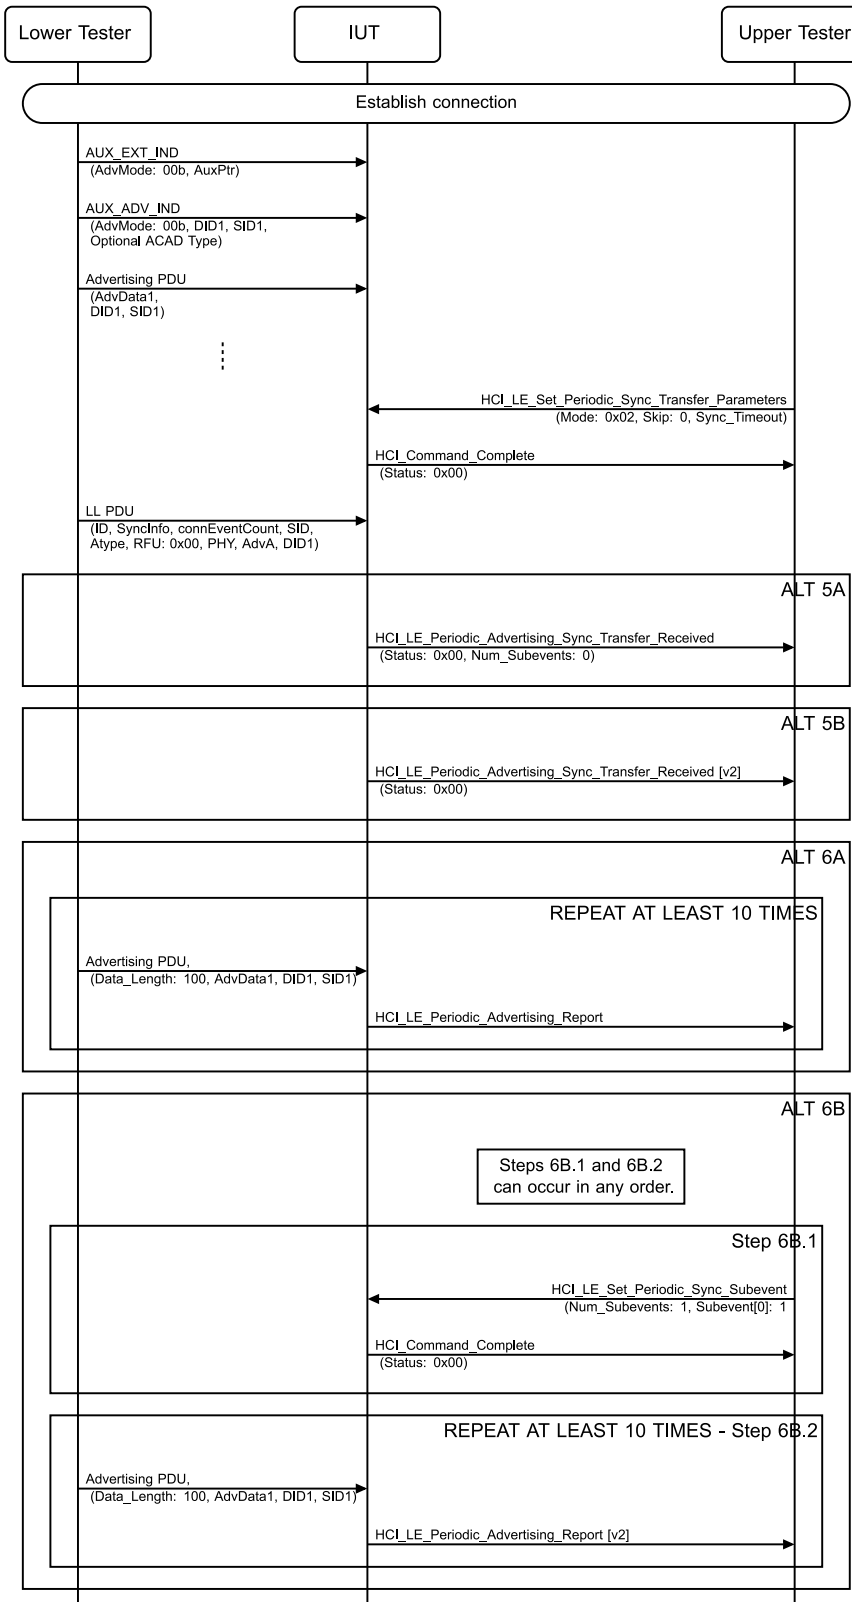 Lower Tester
IUT
Upper Tester
Establish connection
AUX_EXT_IND
(AdvMode: 00b, AuxPtr)
AUX_ADV_IND
(AdvMode: 00b, DID1, SID1,
Optional ACAD Type)
Advertising PDU
(AdvData1,
DID1, SID1)
HCI_LE_Set_Periodic_Sync_Transfer_Parameters
(Mode: 0x02, Skip: 0, Sync_Timeout)
HCI_Command_Complete
(Status: 0x00)
LL PDU
(ID, SyncInfo, connEventCount, SID,
Atype, RFU: 0x00, PHY, AdvA, DID1)
ALT 5A
HCI_LE_Periodic_Advertising_Sync_Transfer_Received
(Status: 0x00, Num_Subevents: 0)
ALT 5B
HCI_LE_Periodic_Advertising_Sync_Transfer_Received [v2]
(Status: 0x00)
ALT 6A
REPEAT AT LEAST 10 TIMES
Advertising PDU,
(Data_Length: 100, AdvData1, DID1, SID1)
HCI_LE_Periodic_Advertising_Report
ALT 6B
Steps 6B.1 and 6B.2
can occur in any order.
Step 6B.1
HCI_LE_Set_Periodic_Sync_Subevent
(Num_Subevents: 1, Subevent[0]: 1
HCI_Command_Complete
(Status: 0x00)
REPEAT AT LEAST 10 TIMES - Step 6B.2
Advertising PDU,
(Data_Length: 100, AdvData1, DID1, SID1)
HCI_LE_Periodic_Advertising_Report [v2]